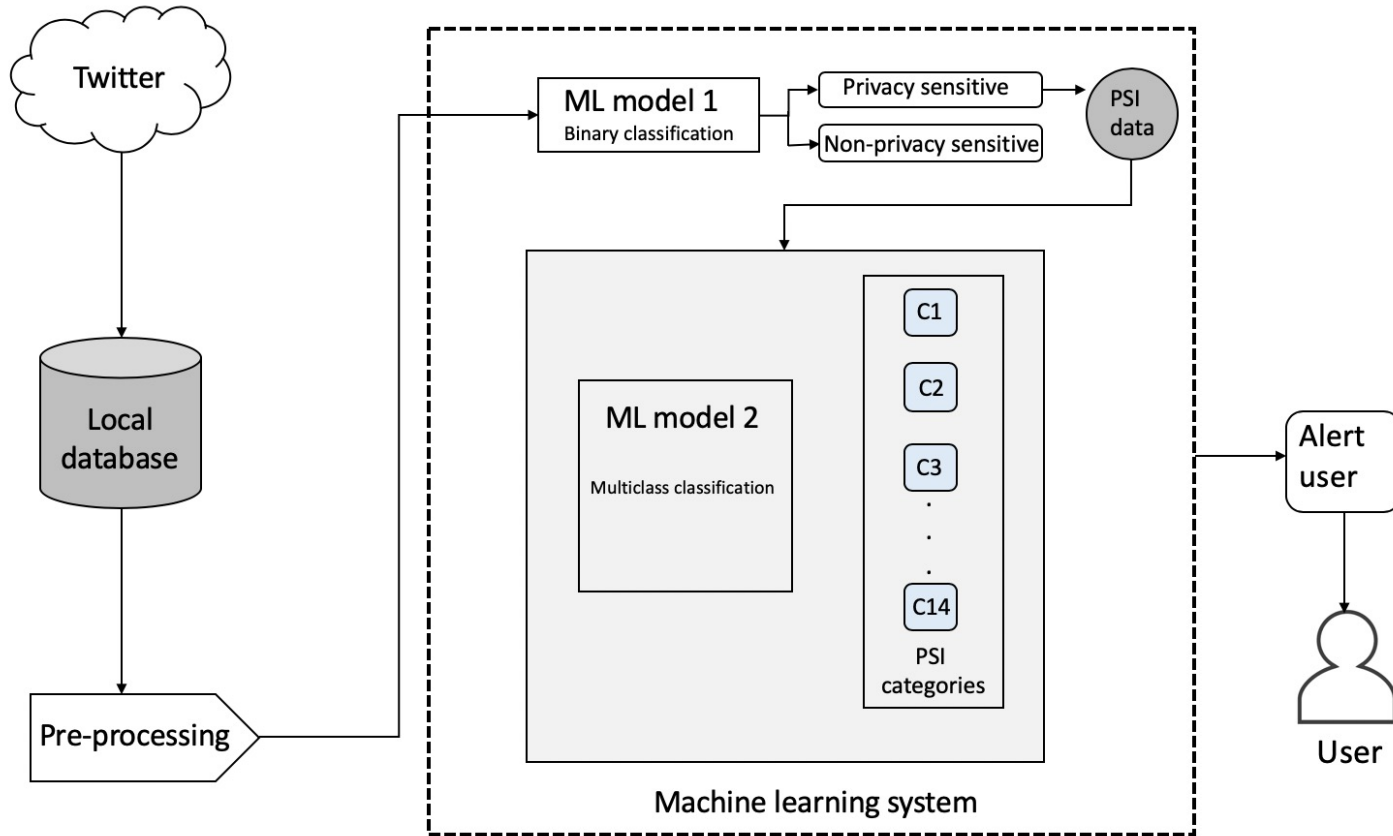 Twitter
Local
database
Pre-processing
ML model 1
Binary classification
Privacy sensitive
Non-privacy sensitive
PSI
data
ML model 2
Multiclass classification
C1
C2
C3
.
.
.
C14
PSI
categories
Machine learning system
Alert
user
User